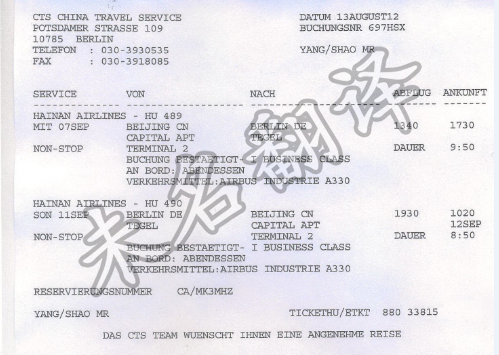 CTS CHINA TRAVEL SERVICE DATUM 13AUGUST12
POTSDAMER STRASSE 109 BUCHUNGSNR 697HSX
10785 BERLIN
TELEFON : 030-3930535 YANG/SHAO MR
FAX : 030-3918085
SERVICE VON NACH ABFLUG ANKUNFT
HAINAN AIRLINES - HU 489
MIT 07SEP BEIJING CN BERLIN DE 1340 1730
CAPITAL APT TEGEL
NON-STOP TERMINAL 2 DAUER 9:50
BUCHUNG BESTAETIGT- I BUSINESS CLASS
AN BORD: ABENDESSEN
VERKEHRSMITTEL:AIRBUS INDUSTRIE A330
HAINAN AIRLINES - HU 490
SON 11SEP BERLIN DE BEIJING CN 1930 1020
TEGEL CAPITAL APT 12SEP
NON-STOP TERMINAL 2 DAUER 8:50
BUCHUNG BESTAETIGT- I BUSINESS CLASS
AN BORD: ABENDESSEN
VERKEHRSMITTEL:AIRBUS INDUSTRIE A330
RESERVIERUNGSNUMMER CA/MK3MHZ
YANG/SHAO MR TICKETHU/ETKT 880 33815
DAS CTS TEAM WUENSCHT IHNEN EINE ANGENEHME REISE
未名翻译